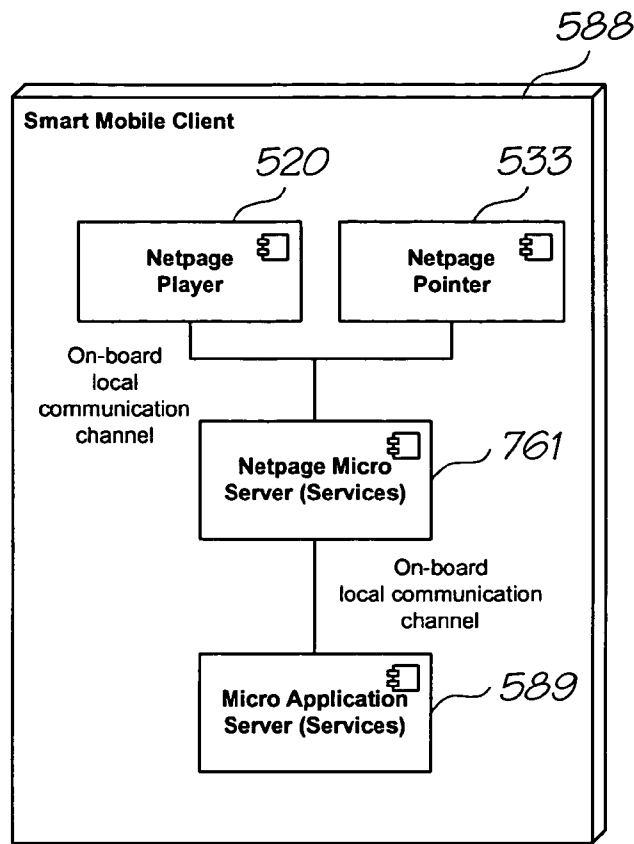 588
Smart Mobile Client
520
533
Netpage
Player
Netpage
Pointer
On-board
local
communication
channel
Netpage Micro
Server (Services)
761
On-board
local communication
channel
Micro Application
Server (Services)
589